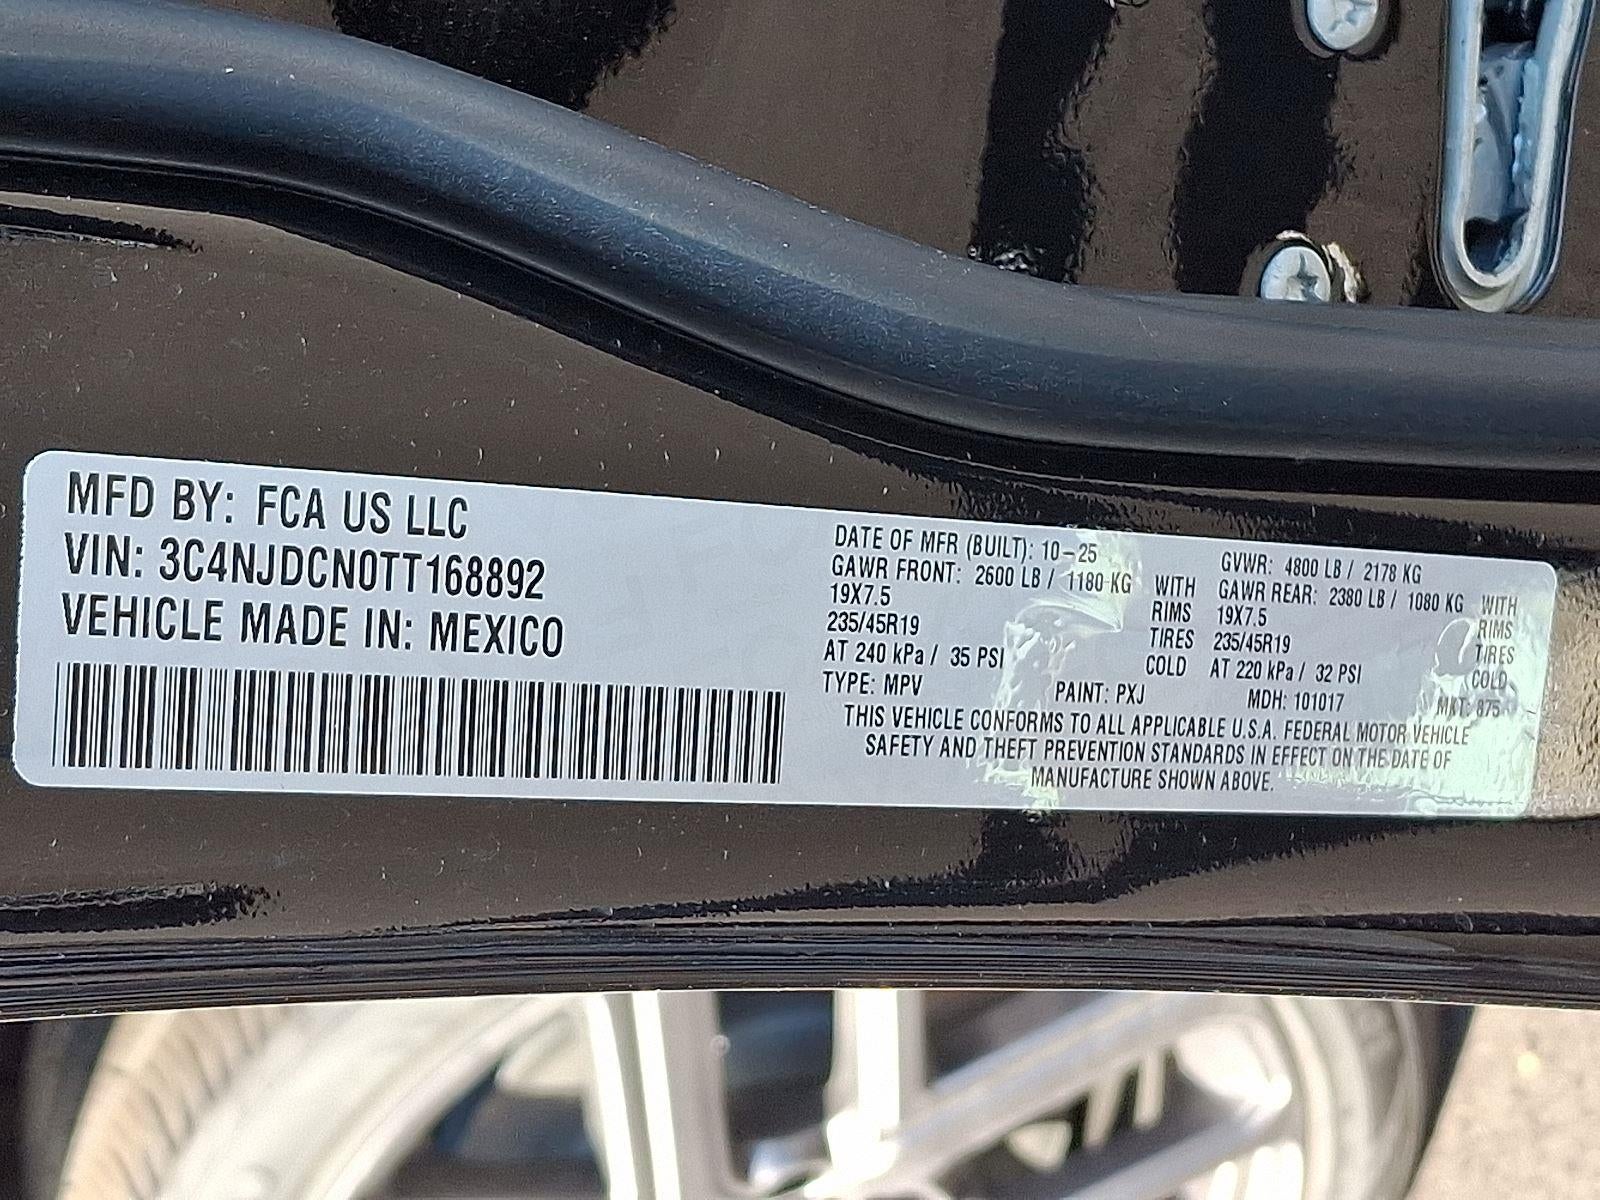 MFD BY: FCA US LLC
VIN: 3C4NJDCN0TT168892
VEHICLE MADE IN: MEXICO
DATE OF MFR (BUILT): 10-25
GAWR FRONT: 2600 LB / 1180 KG WITH
19X7.5 RIMS
235/45R19 TIRES
AT 240 kPa / 35 PSI COLD
GVWR: 4800 LB / 2178 KG
GAWR REAR: 2380 LB / 1080 KG WITH
19X7.5 RIMS
235/45R19 TIRES
AT 220 kPa / 32 PSI COLD
TYPE: MPV PAINT: PXJ MDH: 101017 MKT: 875
THIS VEHICLE CONFORMS TO ALL APPLICABLE U.S.A. FEDERAL MOTOR VEHICLE
SAFETY AND THEFT PREVENTION STANDARDS IN EFFECT ON THE DATE OF
MANUFACTURE SHOWN ABOVE.